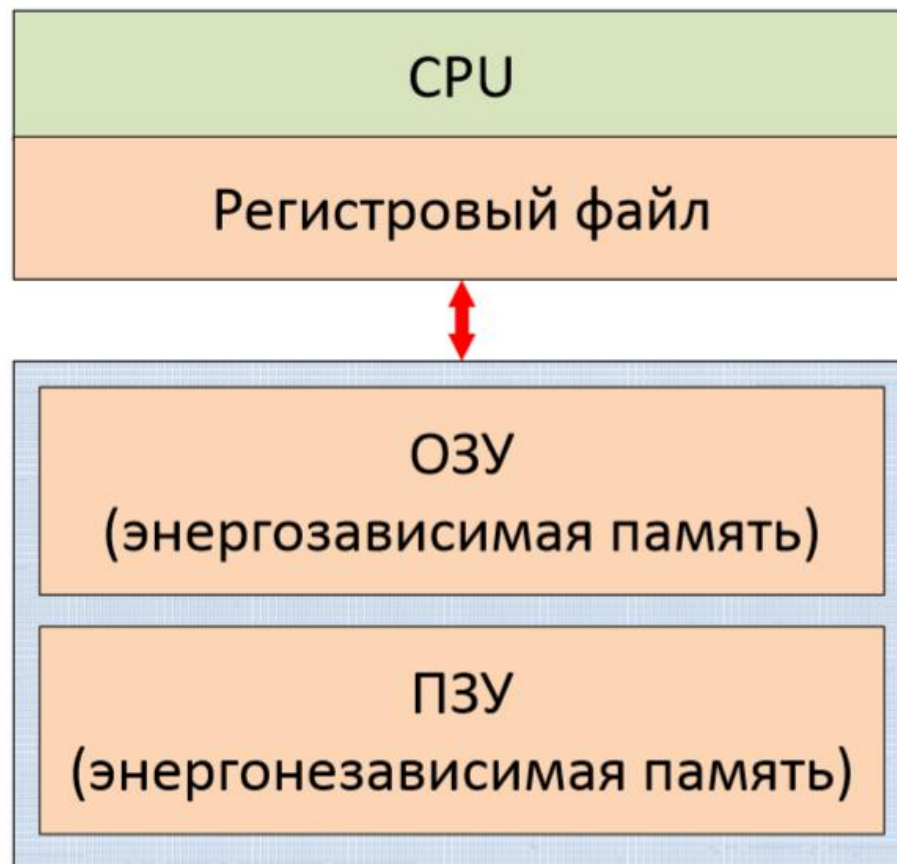 CPU
Регистровый файл
ОЗУ
(энергозависимая память)
ПЗУ
(энергонезависимая память)